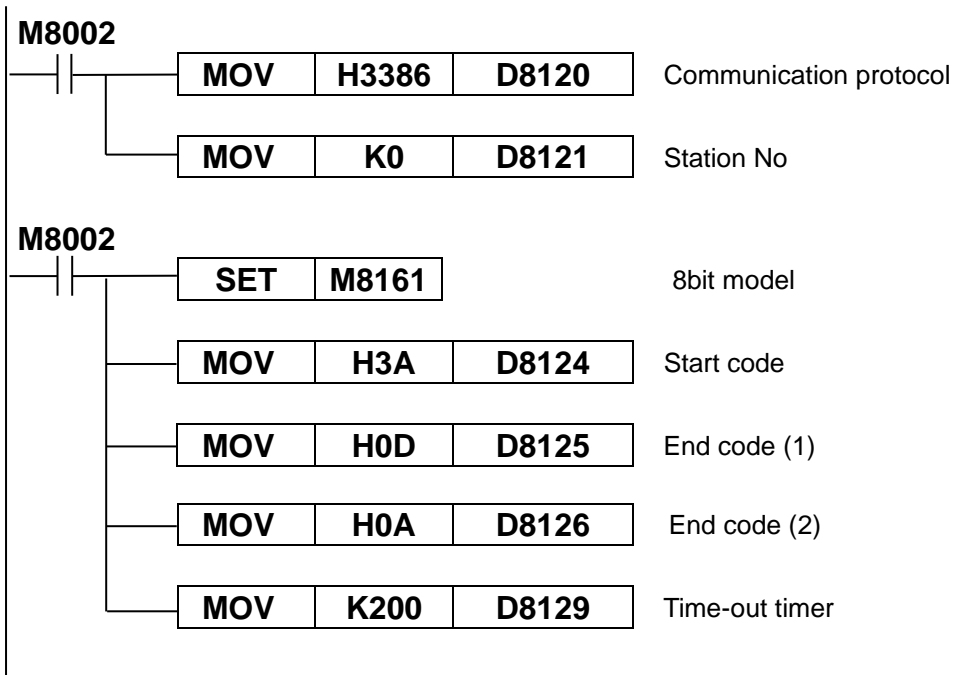 M8002
MOV H3386 D8120 Communication protocol
MOV K0 D8121 Station No
M8002
SET M8161 8bit model
MOV H3A D8124 Start code
MOV H0D D8125 End code (1)
MOV H0A D8126 End code (2)
MOV K200 D8129 Time-out timer